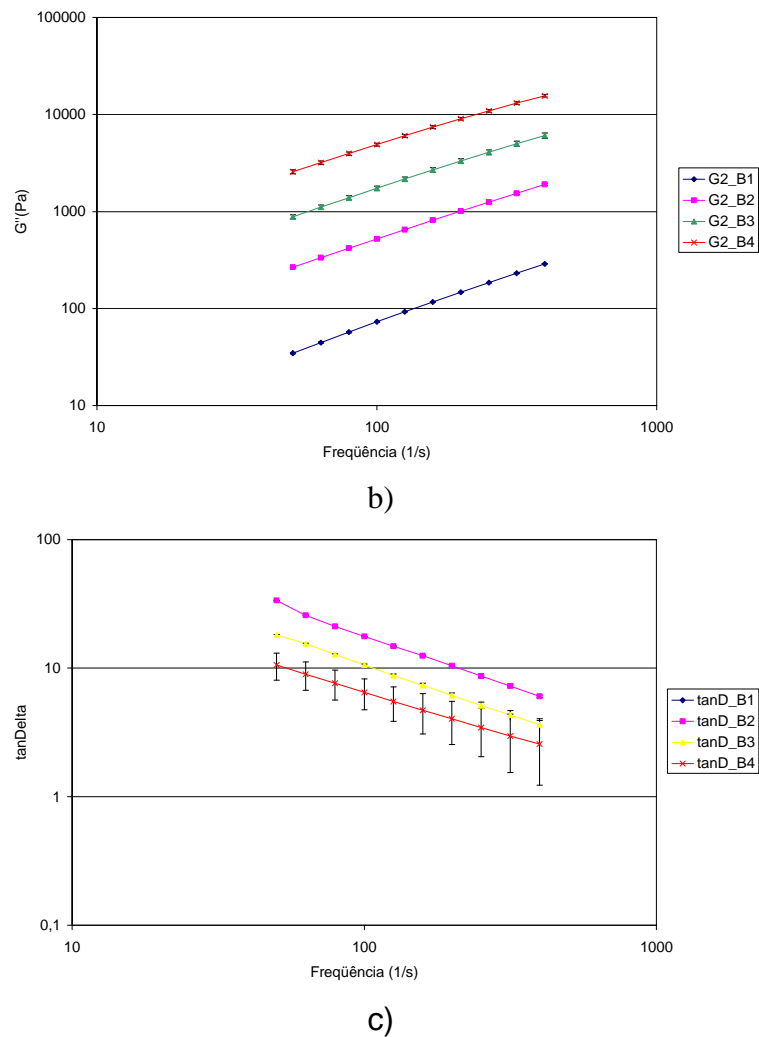 100000
10000
1000
100
10
G''(Pa)
10
100
1000
Freqüência (1/s)
G2_B1
G2_B2
G2_B3
G2_B4
b)
100
10
1
0,1
tanDelta
10
100
1000
Freqüência (1/s)
tanD_B1
tanD_B2
tanD_B3
tanD_B4
c)